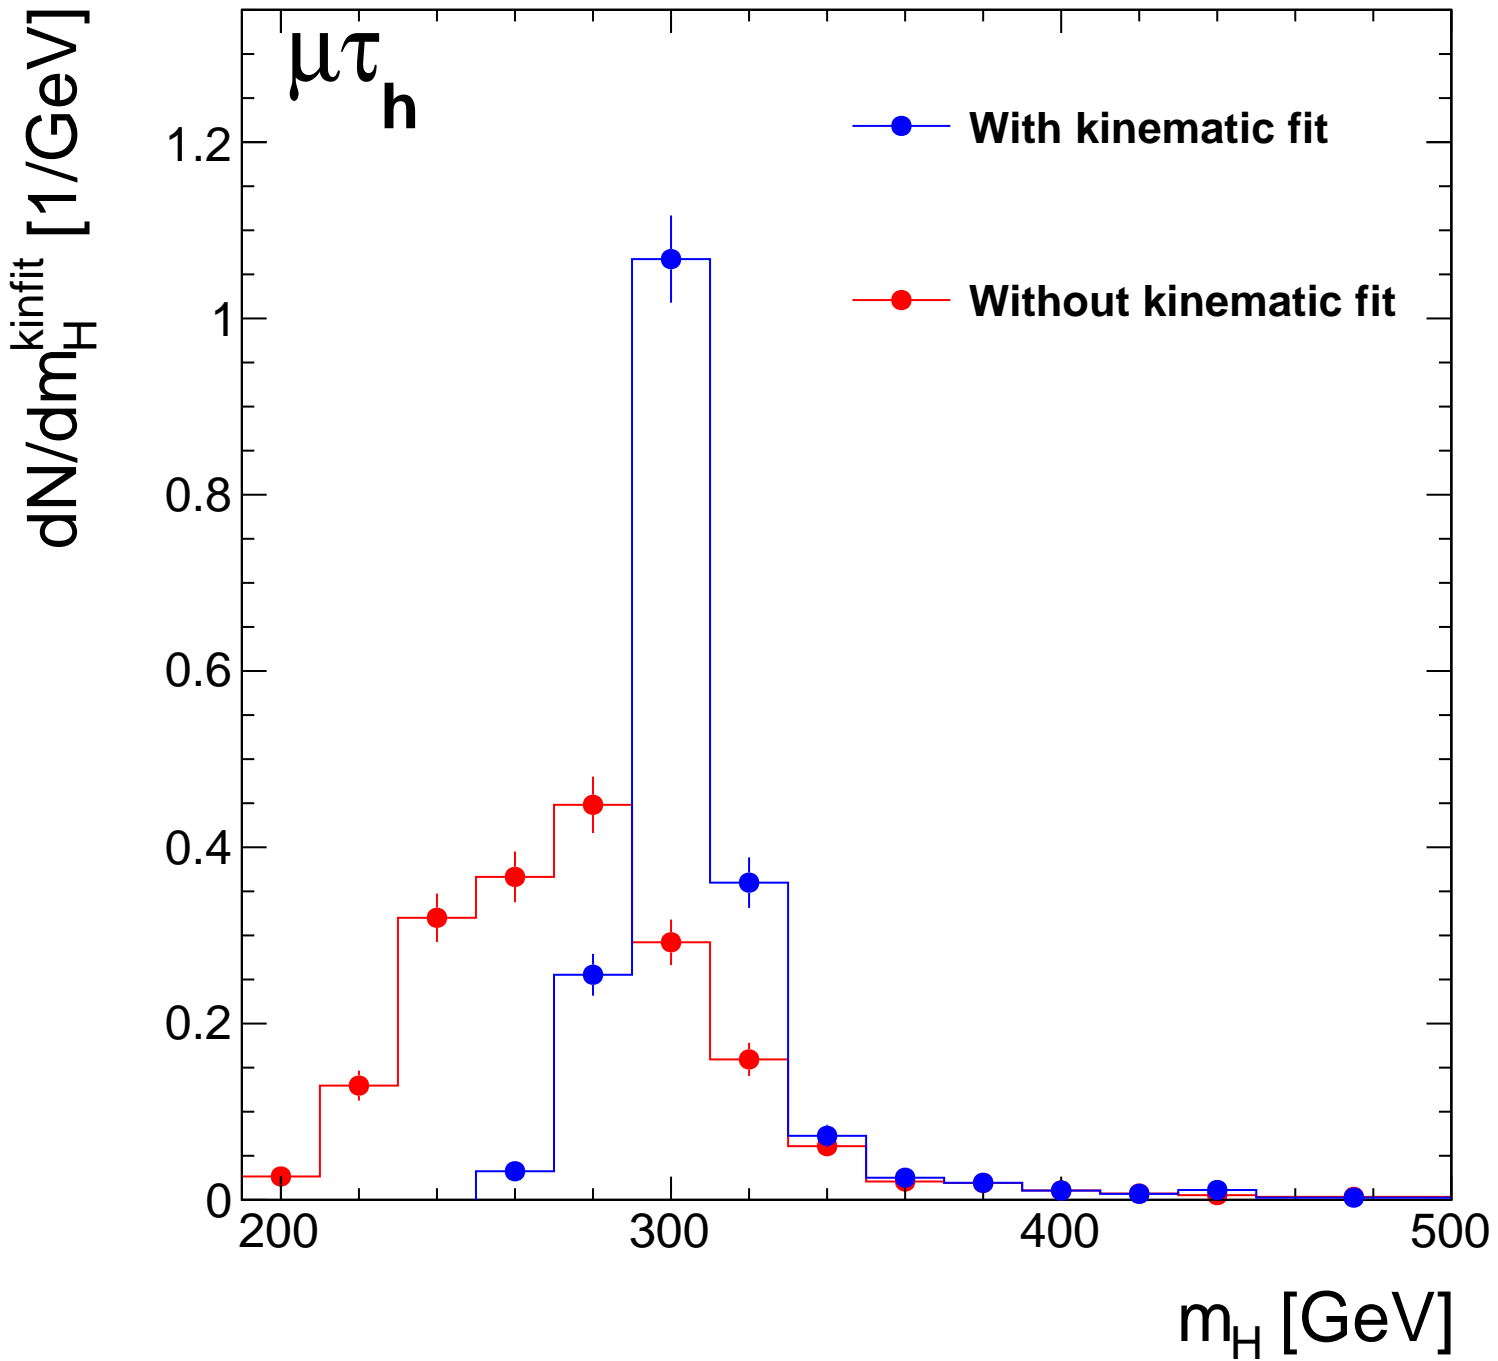 dN/dm_H^kinfit [1/GeV]
μτ_h
With kinematic fit
Without kinematic fit
1.2
1
0.8
0.6
0.4
0.2
0
200 300 400 500
m_H [GeV]